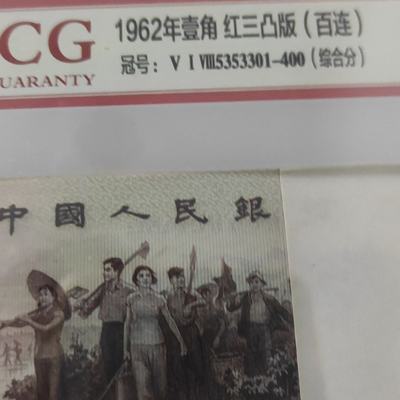 CG
UARANTY
1962年壹角 红三凸版（百连）
冠号：V I Ⅷ5353301-400（综合分）
中國人民銀